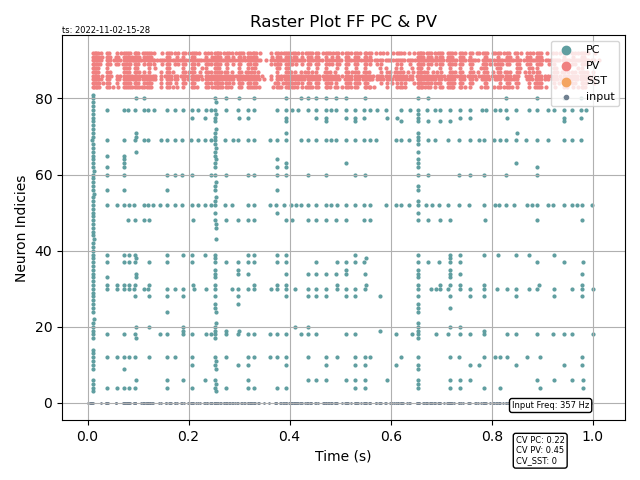 Raster Plot FF PC & PV
ts: 2022-11-02-15-28
PC
PV
SST
input
Neuron Indicies
80
60
40
20
0
Input Freq: 357 Hz
0.0 0.2 0.4 0.6 0.8 1.0
Time (s)
CV PC: 0.22
CV PV: 0.45
CV_SST: 0